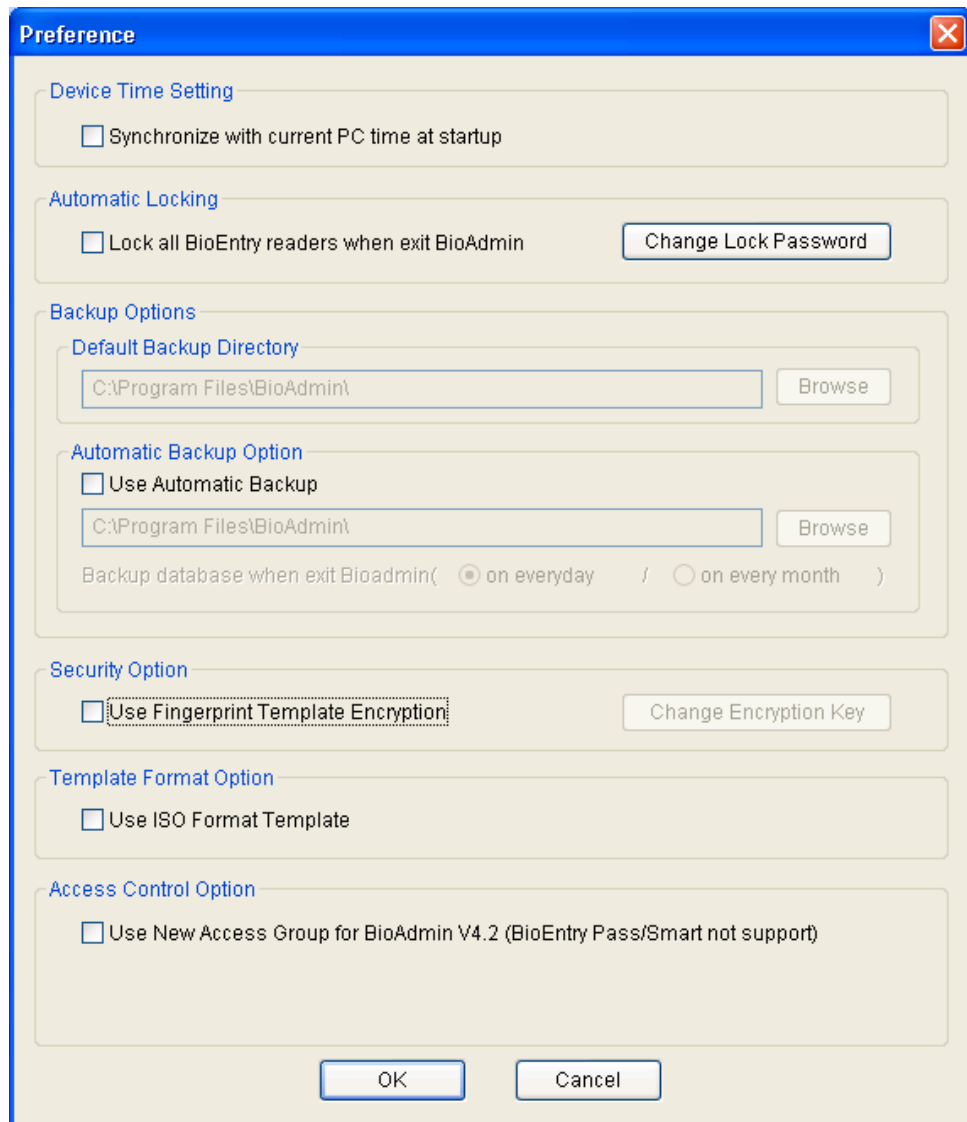 Preference
Device Time Setting
Synchronize with current PC time at startup
Automatic Locking
Lock all BioEntry readers when exit BioAdmin
Change Lock Password
Backup Options
Default Backup Directory
C:\Program Files\BioAdmin\
Browse
Automatic Backup Option
Use Automatic Backup
C:\Program Files\BioAdmin\
Browse
Backup database when exit Bioadmin( on everyday / on every month )
Security Option
Use Fingerprint Template Encryption
Change Encryption Key
Template Format Option
Use ISO Format Template
Access Control Option
Use New Access Group for BioAdmin V4.2 (BioEntry Pass/Smart not support)
OK
Cancel